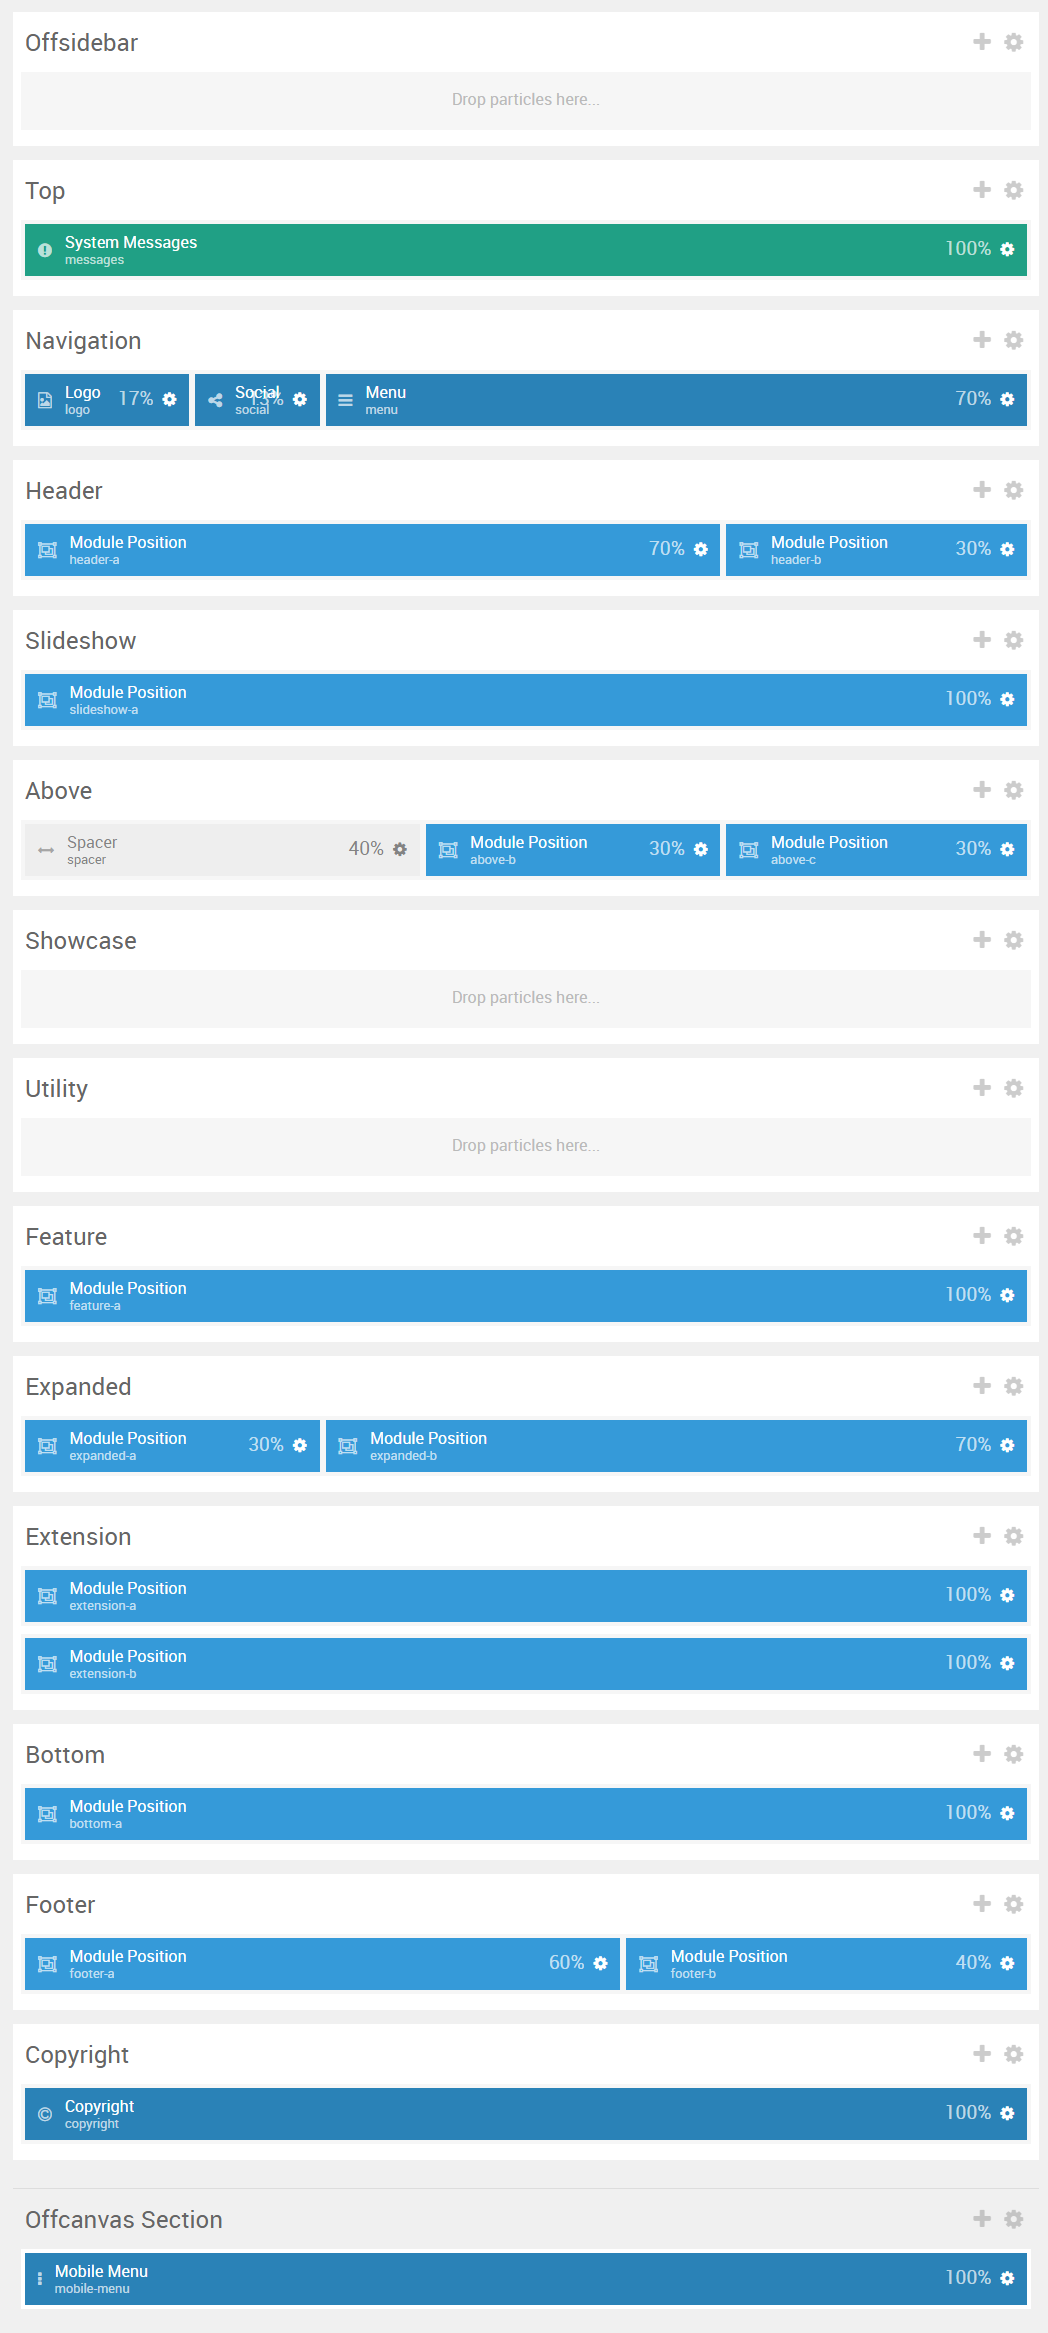 Offsidebar
Drop particles here...
Top
System Messages
messages
100%
Navigation
Logo
logo
17%
Social
social
13%
Menu
menu
70%
Header
Module Position
header-a
70%
Module Position
header-b
30%
Slideshow
Module Position
slideshow-a
100%
Above
Spacer
spacer
40%
Module Position
above-b
30%
Module Position
above-c
30%
Showcase
Drop particles here...
Utility
Drop particles here...
Feature
Module Position
feature-a
100%
Expanded
Module Position
expanded-a
30%
Module Position
expanded-b
70%
Extension
Module Position
extension-a
100%
Module Position
extension-b
100%
Bottom
Module Position
bottom-a
100%
Footer
Module Position
footer-a
60%
Module Position
footer-b
40%
Copyright
Copyright
copyright
100%
Offcanvas Section
Mobile Menu
mobile-menu
100%